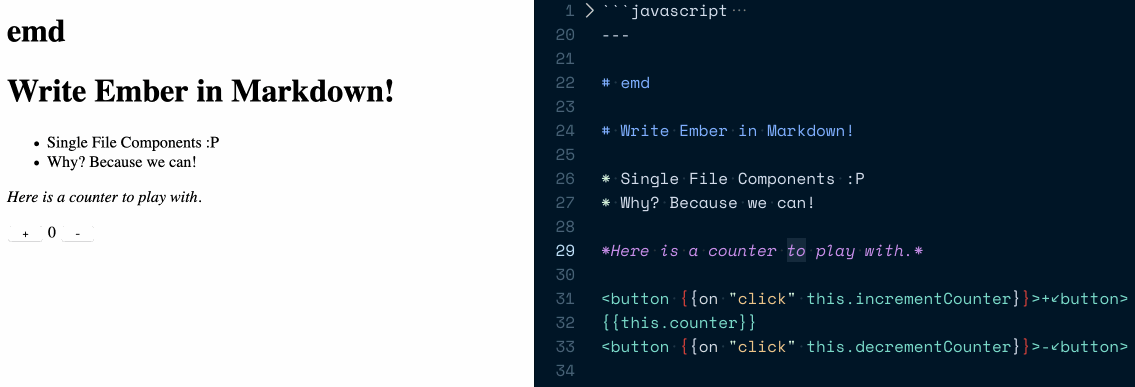 emd
Write Ember in Markdown!
• Single File Components :P
• Why? Because we can!
Here is a counter to play with.
+ 0 -
1 ```javascript ···
20 ---
21
22 # emd
23
24 # Write Ember in Markdown!
25
26 * Single File Components :P
27 * Why? Because we can!
28
29 *Here is a counter to play with.*
30
31 <button {{on "click" this.incrementCounter}}>+</button>
32 {{this.counter}}
33 <button {{on "click" this.decrementCounter}}>-</button>
34